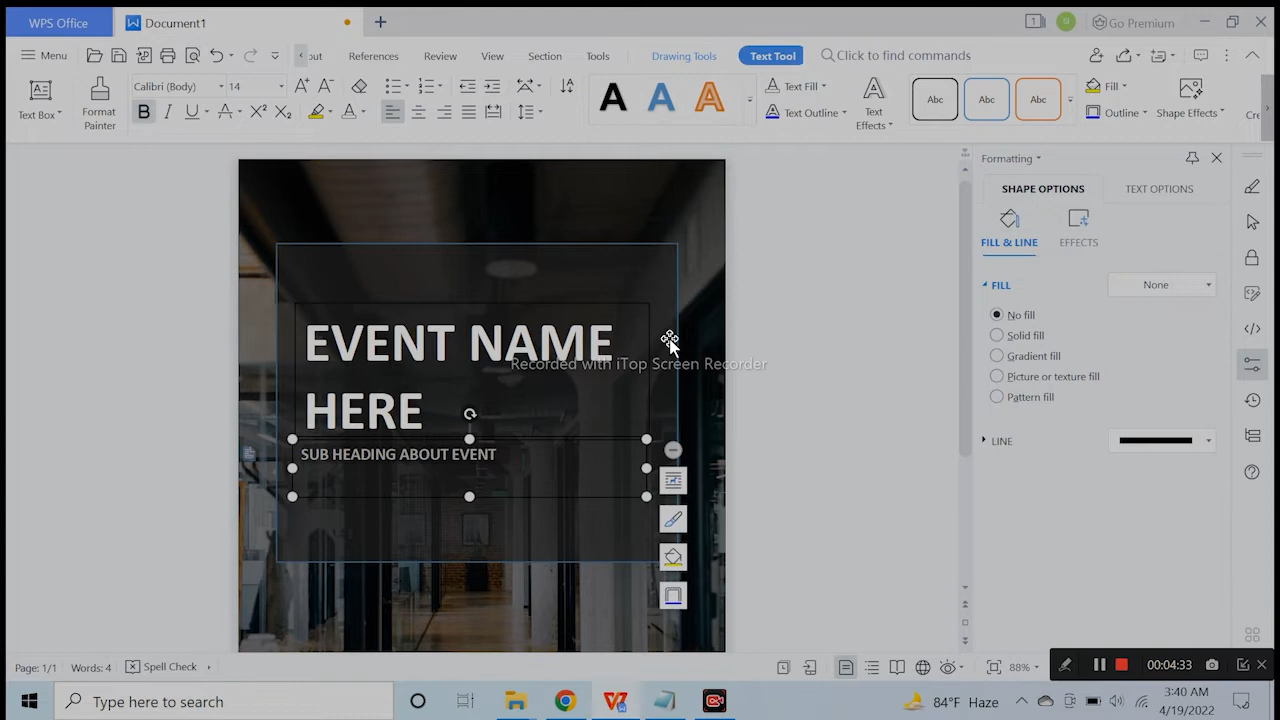 WPS Office
Document1
1
Go Premium
Menu
out
References
Review
View
Section
Tools
Drawing Tools
Text Tool
Click to find commands
Text Box
Format
Painter
Calibri (Body)
14
Text Fill
Text Outline
Text
Effects
Abc
Abc
Abc
Fill
Outline
Shape Effects
Cre
Formatting
SHAPE OPTIONS
TEXT OPTIONS
FILL & LINE
EFFECTS
FILL
None
No fill
Solid fill
Gradient fill
Picture or texture fill
Pattern fill
LINE
EVENT NAME
HERE
SUB HEADING ABOUT EVENT
Recorded with iTop Screen Recorder
Page: 1/1
Words: 4
Spell Check
88%
00:04:33
Type here to search
84°F
Haze
3:40 AM
4/19/2022